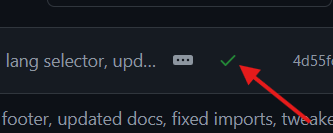 lang selector, upd... 4d55f
footer, updated docs, fixed imports, tweake